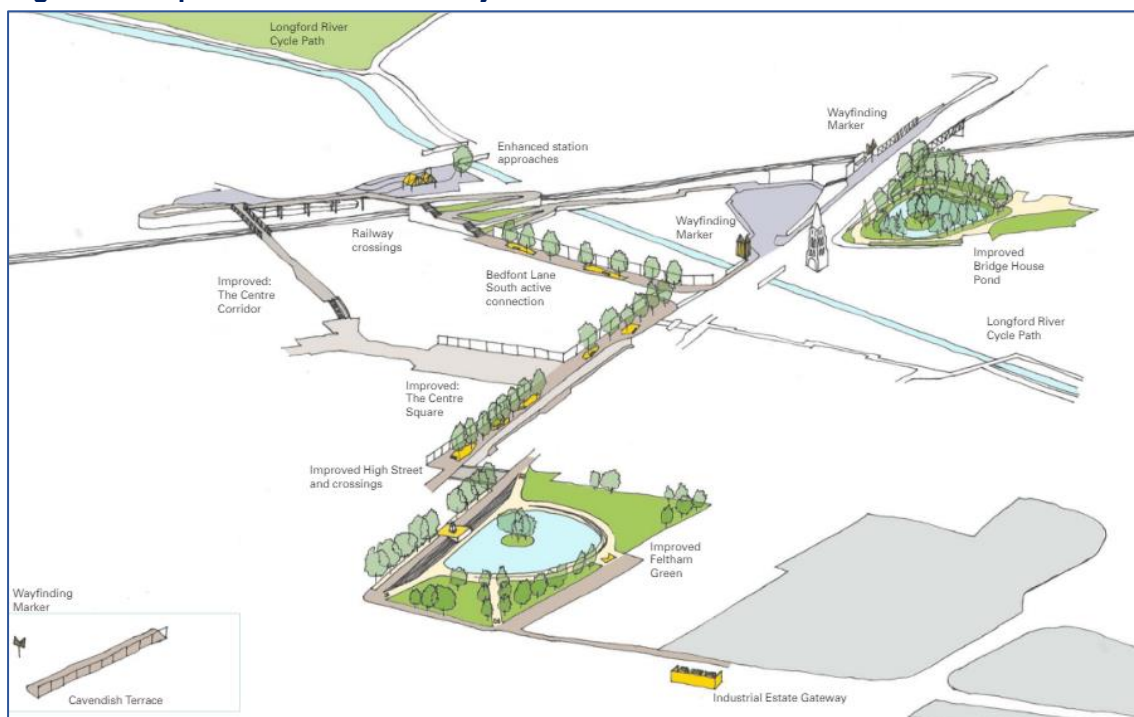 Longford River
Cycle Path
Wayfinding
Marker
Enhanced station
approaches
Railway
crossings
Wayfinding
Marker
Improved:
The Centre
Corridor
Bedfont Lane
South active
connection
Improved
Bridge House
Pond
Longford River
Cycle Path
Improved:
The Centre
Square
Improved High Street
and crossings
Improved
Feltham
Green
Wayfinding
Marker
Cavendish Terrace
Industrial Estate Gateway